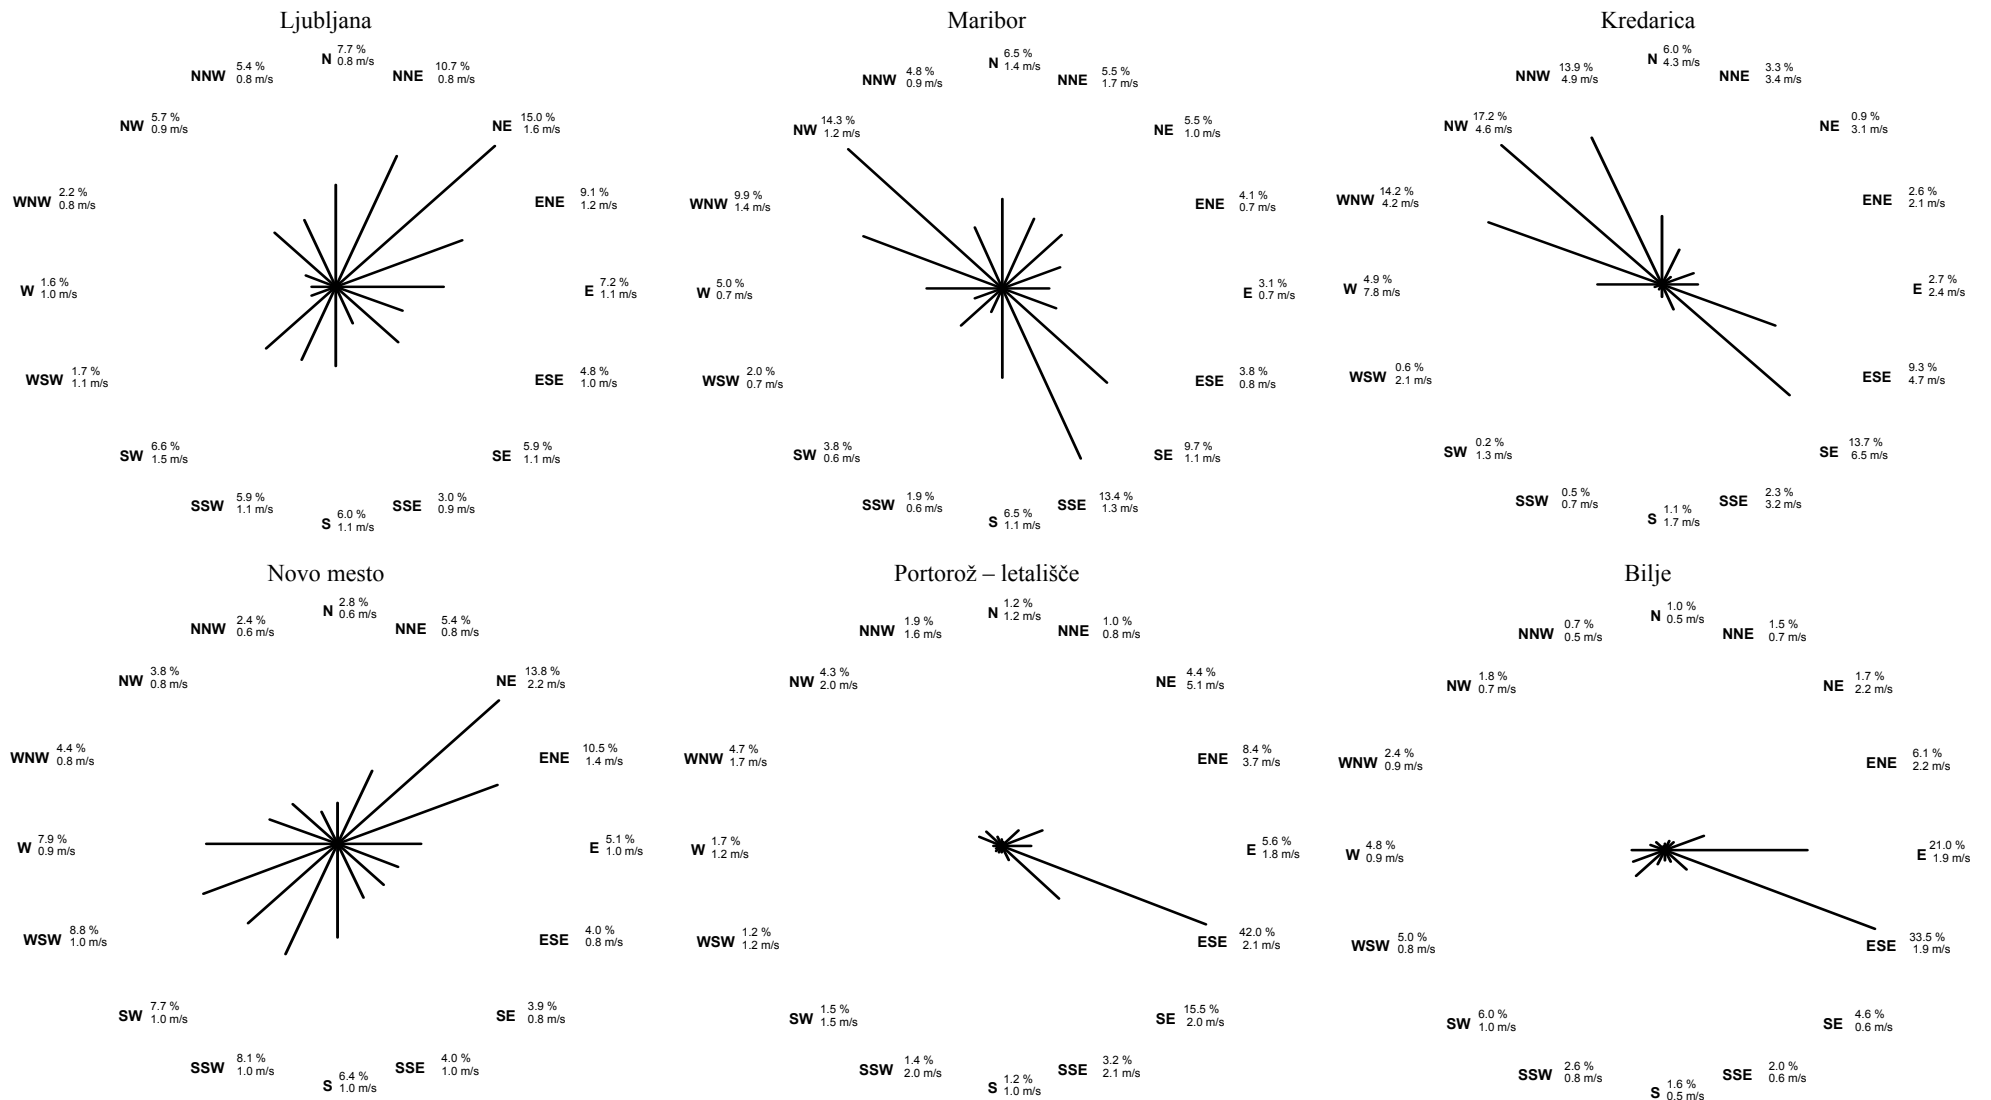 Ljubljana
N 7.7 %
0.8 m/s
NNE 10.7 %
0.8 m/s
NE 15.0 %
1.6 m/s
ENE 9.1 %
1.2 m/s
E 7.2 %
1.1 m/s
ESE 4.8 %
1.0 m/s
SE 5.9 %
1.1 m/s
SSE 3.0 %
0.9 m/s
S 6.0 %
1.1 m/s
SSW 5.9 %
1.1 m/s
SW 6.6 %
1.5 m/s
WSW 1.7 %
1.1 m/s
W 1.6 %
1.0 m/s
WNW 2.2 %
0.8 m/s
NW 5.7 %
0.9 m/s
NNW 5.4 %
0.8 m/s
Maribor
N 6.5 %
1.4 m/s
NNE 5.5 %
1.7 m/s
NE 5.5 %
1.0 m/s
ENE 4.1 %
0.7 m/s
E 3.1 %
0.7 m/s
ESE 3.8 %
0.8 m/s
SE 9.7 %
1.1 m/s
SSE 13.4 %
1.3 m/s
S 6.5 %
1.1 m/s
SSW 1.9 %
0.6 m/s
SW 3.8 %
0.6 m/s
WSW 2.0 %
0.7 m/s
W 5.0 %
0.7 m/s
WNW 9.9 %
1.4 m/s
NW 14.3 %
1.2 m/s
NNW 4.8 %
0.9 m/s
Kredarica
N 6.0 %
4.3 m/s
NNE 3.3 %
3.4 m/s
NE 0.9 %
3.1 m/s
ENE 2.6 %
2.1 m/s
E 2.7 %
2.4 m/s
ESE 9.3 %
4.7 m/s
SE 13.7 %
6.5 m/s
SSE 2.3 %
3.2 m/s
S 1.1 %
1.7 m/s
SSW 0.5 %
0.7 m/s
SW 0.2 %
1.3 m/s
WSW 0.6 %
2.1 m/s
W 4.9 %
7.8 m/s
WNW 14.2 %
4.2 m/s
NW 17.2 %
4.6 m/s
NNW 13.9 %
4.9 m/s
Novo mesto
N 2.8 %
0.6 m/s
NNE 5.4 %
0.8 m/s
NE 13.8 %
2.2 m/s
ENE 10.5 %
1.4 m/s
E 5.1 %
1.0 m/s
ESE 4.0 %
0.8 m/s
SE 3.9 %
0.8 m/s
SSE 4.0 %
1.0 m/s
S 6.4 %
1.0 m/s
SSW 8.1 %
1.0 m/s
SW 7.7 %
1.0 m/s
WSW 8.8 %
1.0 m/s
W 7.9 %
0.9 m/s
WNW 4.4 %
0.8 m/s
NW 3.8 %
0.8 m/s
NNW 2.4 %
0.6 m/s
Portorož – letališče
N 1.2 %
1.2 m/s
NNE 1.0 %
0.8 m/s
NE 4.4 %
5.1 m/s
ENE 8.4 %
3.7 m/s
E 5.6 %
1.8 m/s
ESE 42.0 %
2.1 m/s
SE 15.5 %
2.0 m/s
SSE 3.2 %
2.1 m/s
S 1.2 %
1.0 m/s
SSW 1.4 %
2.0 m/s
SW 1.5 %
1.5 m/s
WSW 1.2 %
1.2 m/s
W 1.7 %
1.2 m/s
WNW 4.7 %
1.7 m/s
NW 4.3 %
2.0 m/s
NNW 1.9 %
1.6 m/s
Bilje
N 1.0 %
0.5 m/s
NNE 1.5 %
0.7 m/s
NE 1.7 %
2.2 m/s
ENE 6.1 %
2.2 m/s
E 21.0 %
1.9 m/s
ESE 33.5 %
1.9 m/s
SE 4.6 %
0.6 m/s
SSE 2.0 %
0.6 m/s
S 1.6 %
0.5 m/s
SSW 2.6 %
0.8 m/s
SW 6.0 %
1.0 m/s
WSW 5.0 %
0.8 m/s
W 4.8 %
0.9 m/s
WNW 2.4 %
0.9 m/s
NW 1.8 %
0.7 m/s
NNW 0.7 %
0.5 m/s